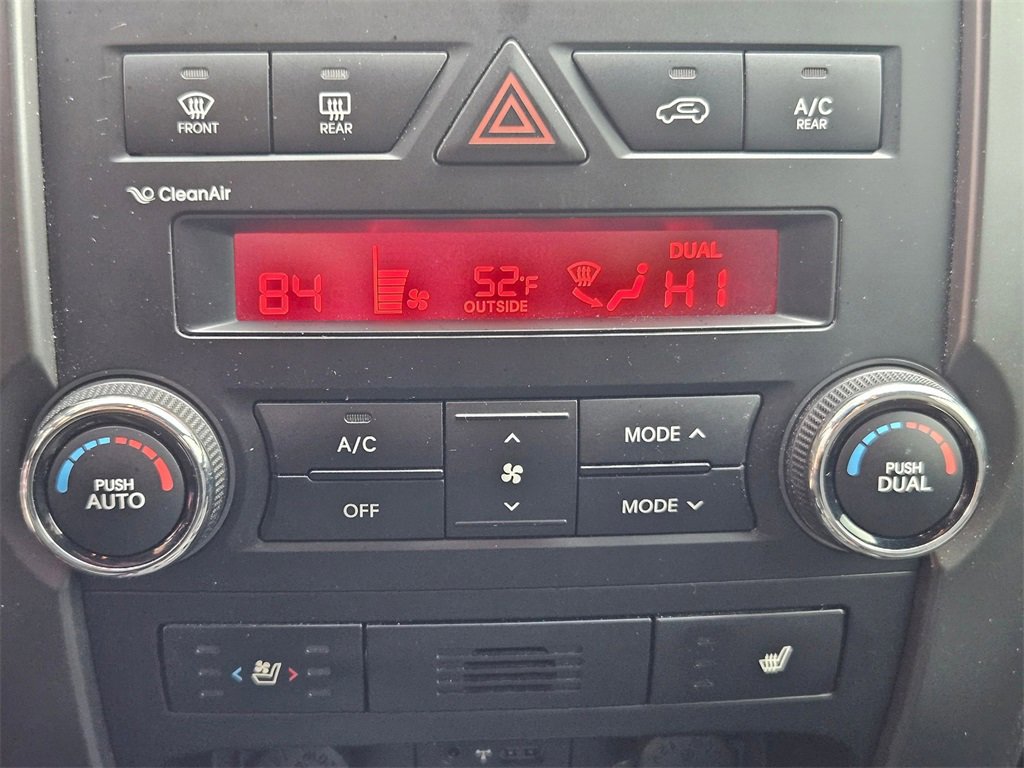 FRONT
REAR
A/C
REAR
CleanAir
DUAL
84
52°F
HI
OUTSIDE
A/C
MODE
PUSH
AUTO
OFF
MODE
PUSH
DUAL